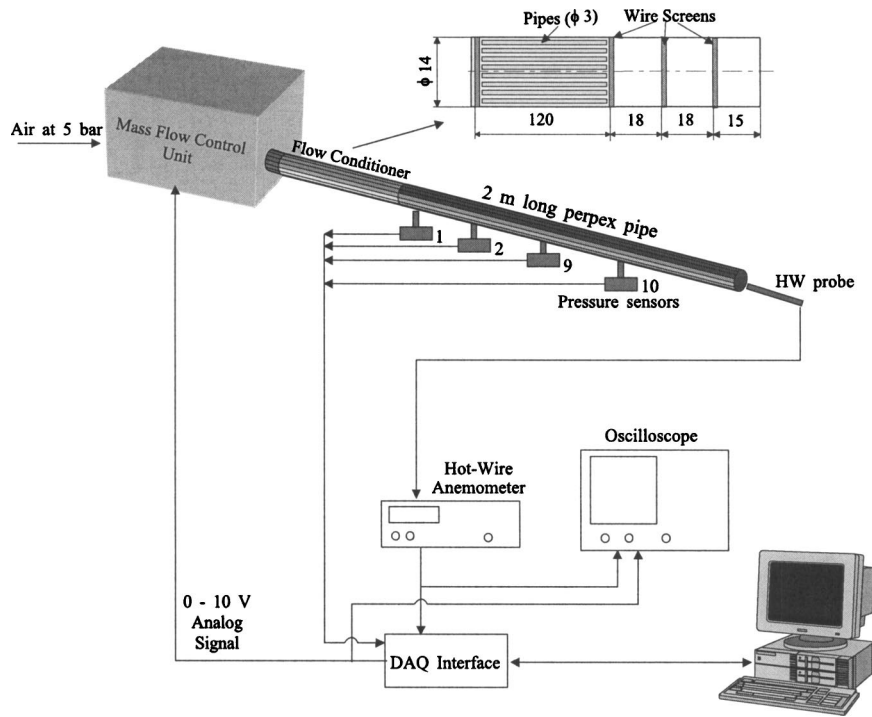 Pipes (ϕ 3)
Wire Screens
ϕ 14
120
18
18
15
Air at 5 bar
Mass Flow Control
Unit
Flow Conditioner
2 m long perpex pipe
1
2
9
10
Pressure sensors
HW probe
Oscilloscope
Hot-Wire
Anemometer
0 - 10 V
Analog
Signal
DAQ Interface